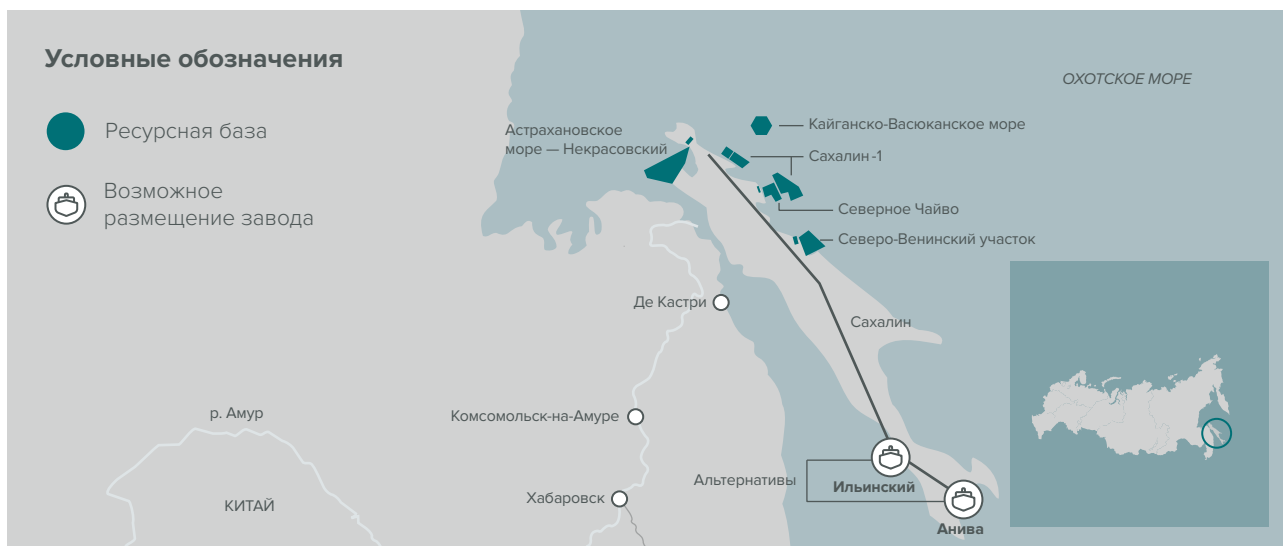 Условные обозначения
Ресурсная база
Возможное
размещение завода
ОХОТСКОЕ МОРЕ
Астрахановское
море — Некрасовский
Кайганско-Васюканское море
Сахалин-1
Северное Чайво
Северо-Венинский участок
Де Кастри
Сахалин
р. Амур
Комсомольск-на-Амуре
Альтернативы
Ильинский
Хабаровск
КИТАЙ
Анива